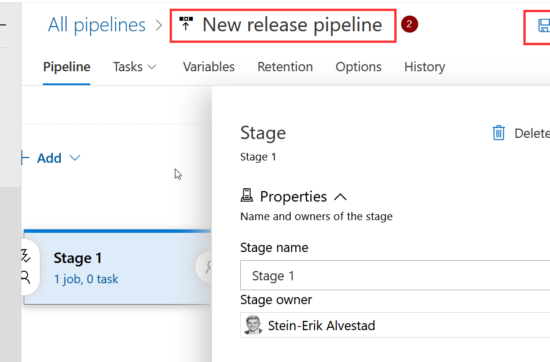 All pipelines > New release pipeline 2
Pipeline Tasks Variables Retention Options History
Stage
Delete
Stage 1
Add
Properties
Name and owners of the stage
Stage name
Stage 1
1 job, 0 task
Stage 1
Stage owner
Stein-Erik Alvestad